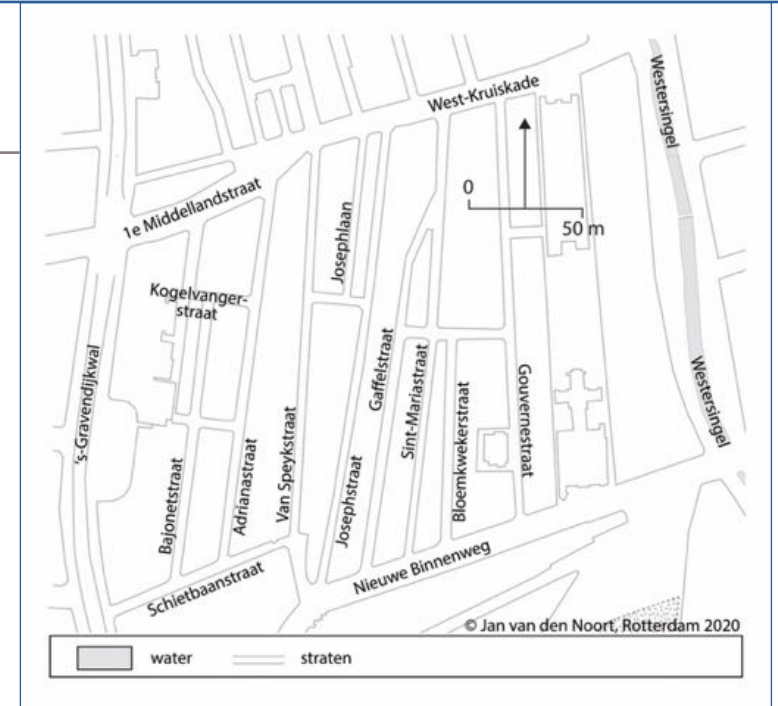 West-Kruiskade
Westersingel
0
50 m
1e Middellandstraat
Josephlaan
Kogelvanger-
straat
's-Gravendijkwal
Gaffelstraat
Sint-Mariastraat
Westersingel
Gouvernestraat
Bloemkwekerstraat
Van Speykstraat
Adrianastraat
Bajonetstraat
Josephstraat
Nieuwe Binnenweg
Schietbaanstraat
© Jan van den Noort, Rotterdam 2020
water
straten